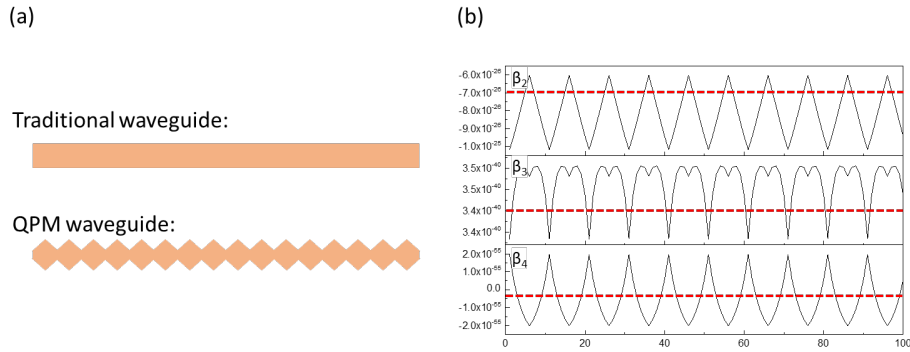 (a)
(b)
Traditional waveguide:
QPM waveguide:
β2
-6.0x10-26
-7.0x10-26
-8.0x10-26
-9.0x10-26
-1.0x10-25
β3
3.5x10-40
3.4x10-40
3.4x10-40
β4
2.0x10-55
1.0x10-55
0.0
-1.0x10-55
-2.0x10-55
0 20 40 60 80 100